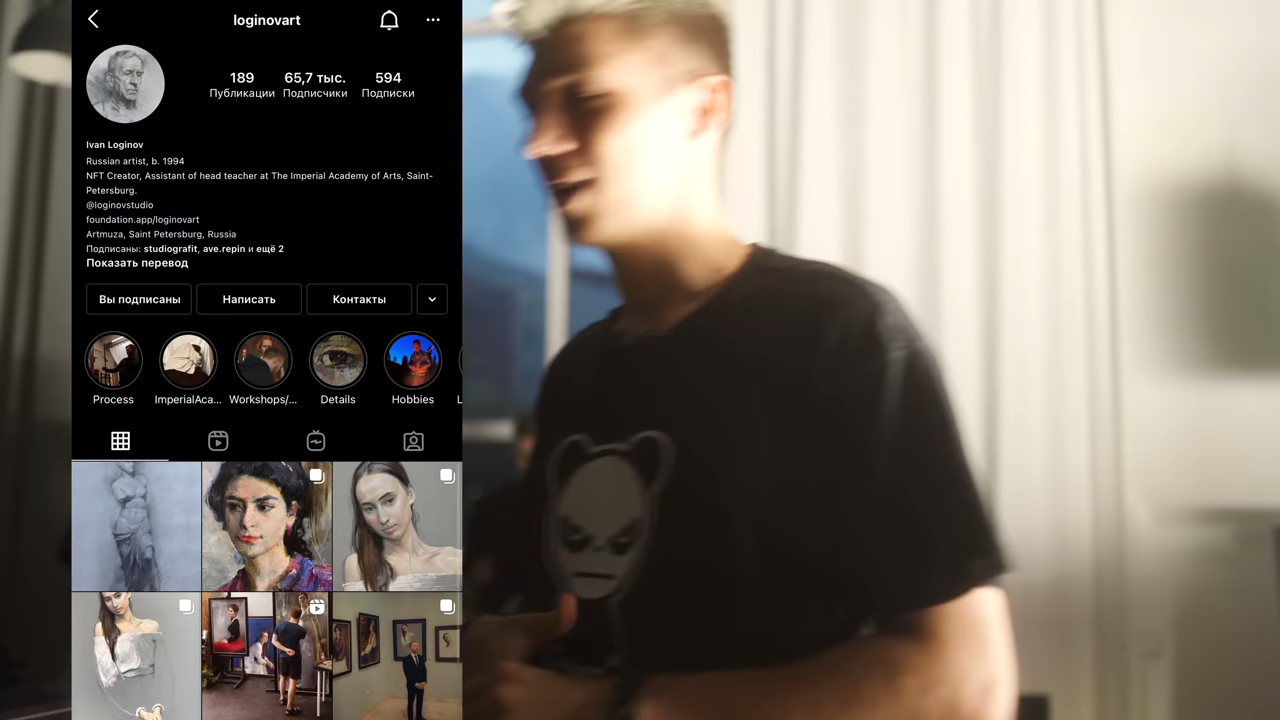 loginovart
189 65,7 тыс. 594
Публикации Подписчики Подписки
Ivan Loginov
Russian artist, b. 1994
NFT Creator, Assistant of head teacher at The Imperial Academy of Arts, Saint-
Petersburg.
@loginovstudio
foundation.app/loginovart
Artmuza, Saint Petersburg, Russia
Подписаны: studiografit, ave.repin и ещё 2
Показать перевод
Вы подписаны Написать Контакты
Process ImperialAca... Workshops/... Details Hobbies L